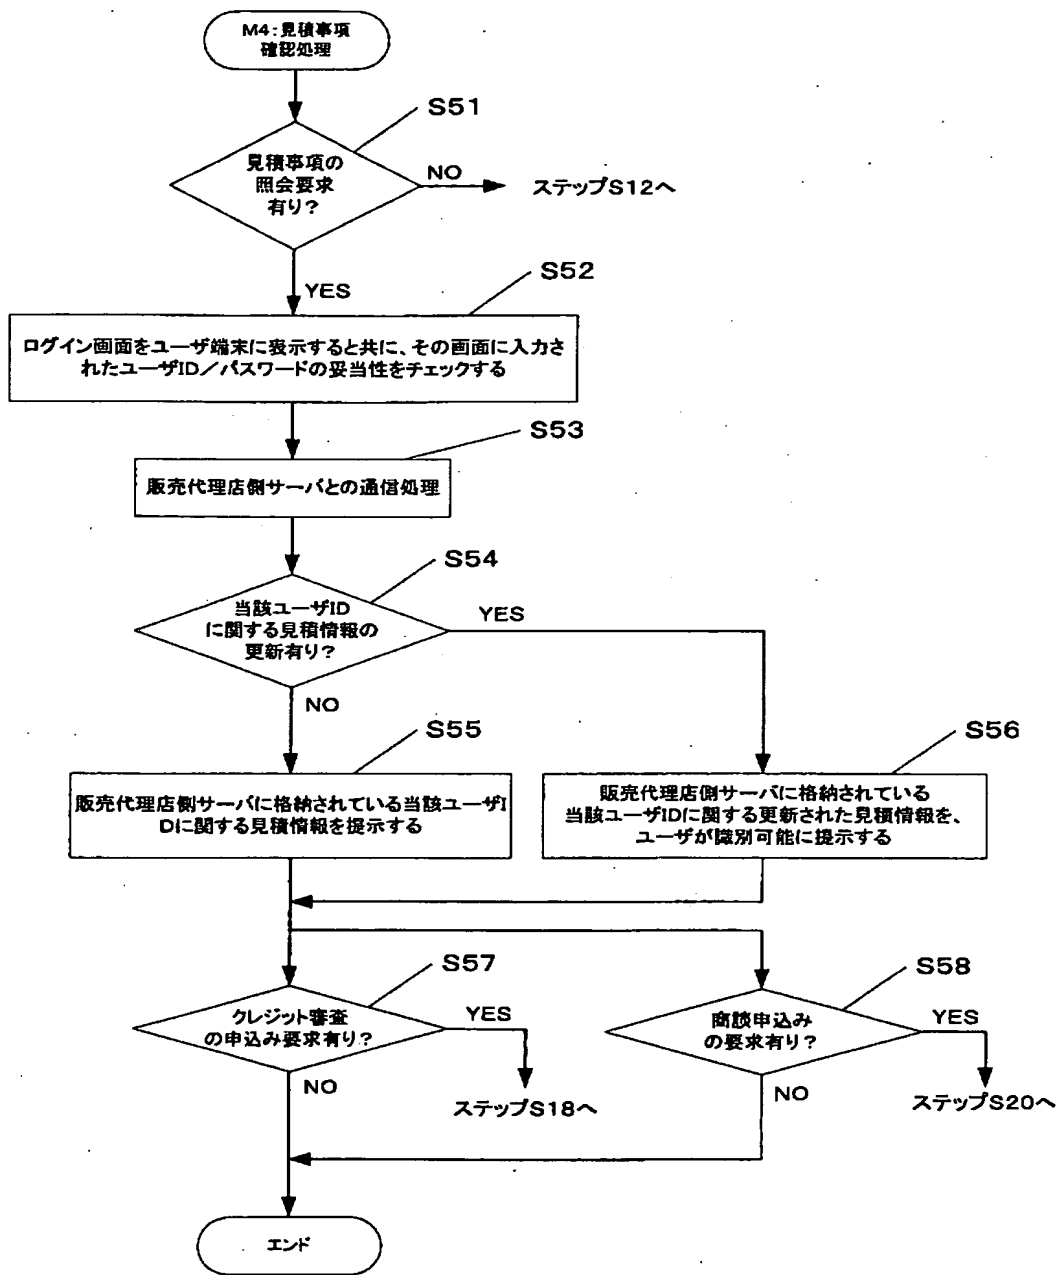 M4:見積事項
確認処理
S51
見積事項の
照会要求
有り?
NO
ステップS12へ
YES
S52
ログイン画面をユーザ端末に表示すると共に、その画面に入力さ
れたユーザID/パスワードの妥当性をチェックする
S53
販売代理店側サーバとの通信処理
S54
当該ユーザID
に関する見積情報の
更新有り?
YES
NO
S55
販売代理店側サーバに格納されている当該ユーザI
Dに関する見積情報を提示する
S56
販売代理店側サーバに格納されている
当該ユーザIDに関する更新された見積情報を、
ユーザが識別可能に提示する
S57
クレジット審査
の申込み要求有り?
YES
NO
ステップS18へ
S58
商談申込み
の要求有り?
YES
NO
ステップS20へ
エンド